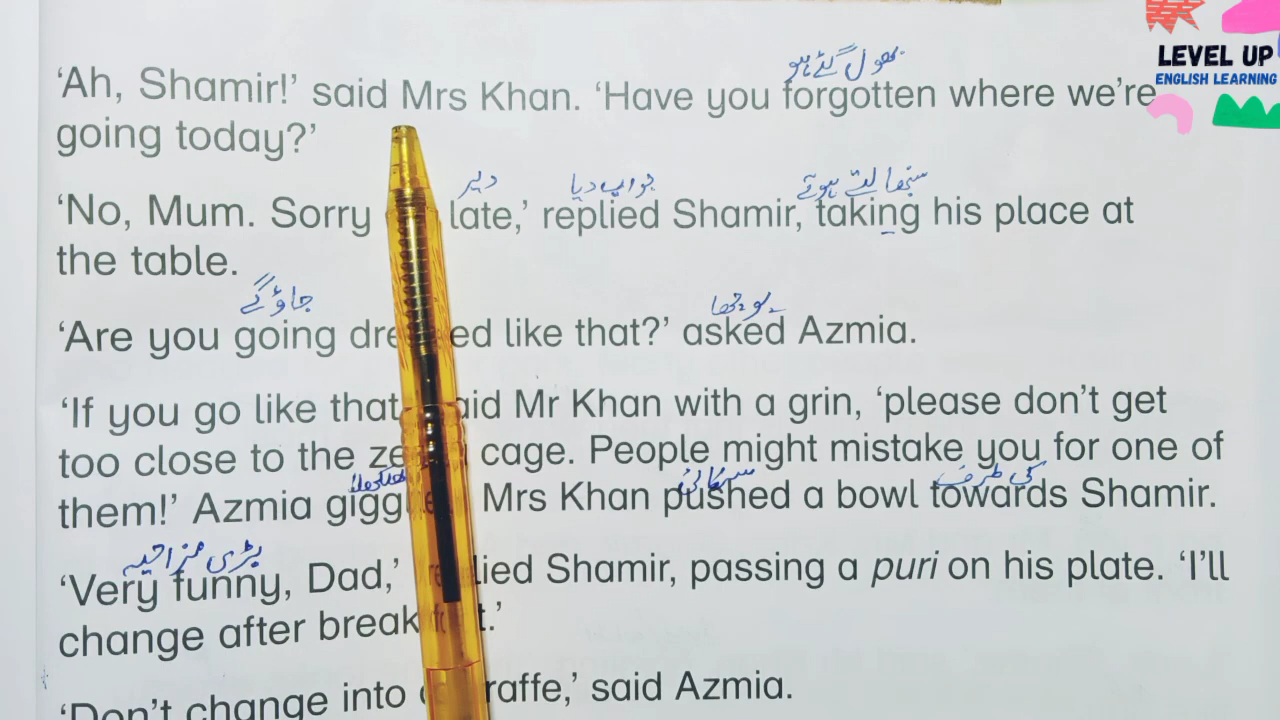 بھول گئے ہو
‘Ah, Shamir!’ said Mrs Khan. ‘Have you forgotten where we’re
going today?’
دیر جواب دیا سنبھالتے ہوئے
‘No, Mum. Sorry late,’ replied Shamir, taking his place at
the table.
جاؤ گے پوچھا
‘Are you going dre ed like that?’ asked Azmia.
‘If you go like that, aid Mr Khan with a grin, ‘please don’t get
too close to the ze cage. People might mistake you for one of
سرکائی کی طرف
them!’ Azmia gigg Mrs Khan pushed a bowl towards Shamir.
بڑی مزاحیہ
‘Very funny, Dad,’ lied Shamir, passing a puri on his plate. ‘I’ll
change after break t.’
‘Don’t change into raffe,’ said Azmia.
LEVEL UP
ENGLISH LEARNING